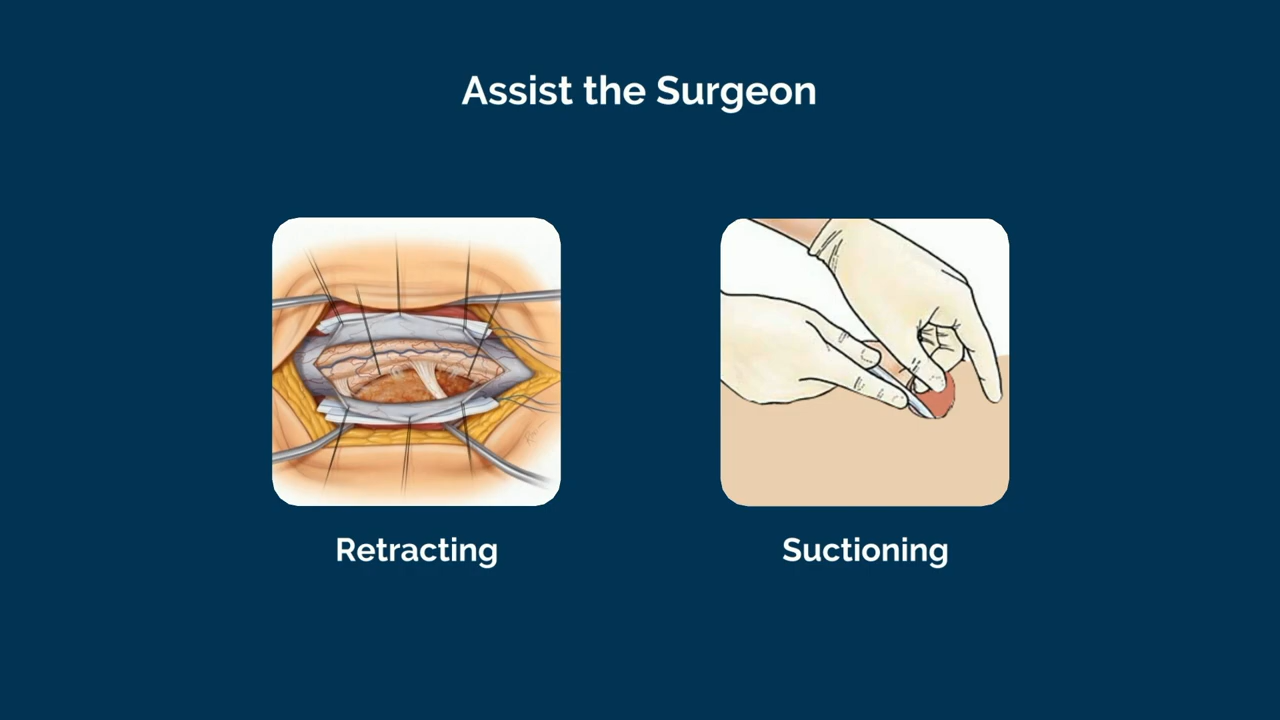 Assist the Surgeon
Retracting
Suctioning